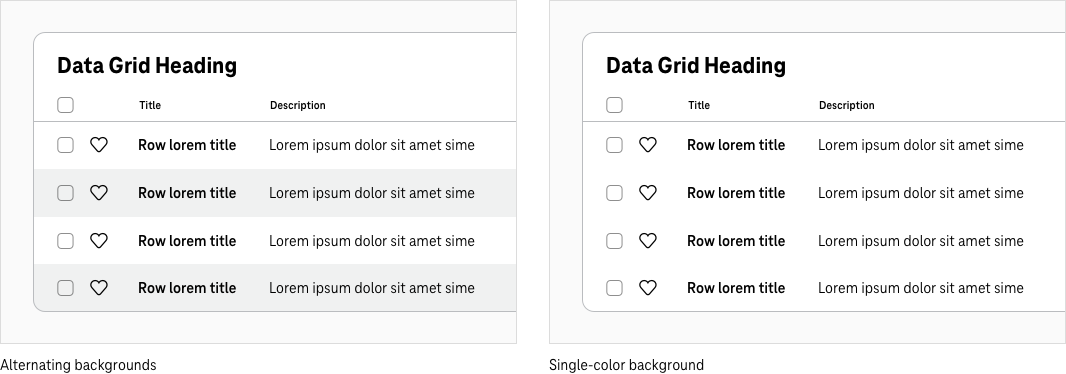 Data Grid Heading
Title Description
Row lorem title Lorem ipsum dolor sit amet sime
Row lorem title Lorem ipsum dolor sit amet sime
Row lorem title Lorem ipsum dolor sit amet sime
Row lorem title Lorem ipsum dolor sit amet sime
Alternating backgrounds
Data Grid Heading
Title Description
Row lorem title Lorem ipsum dolor sit amet sime
Row lorem title Lorem ipsum dolor sit amet sime
Row lorem title Lorem ipsum dolor sit amet sime
Row lorem title Lorem ipsum dolor sit amet sime
Single-color background